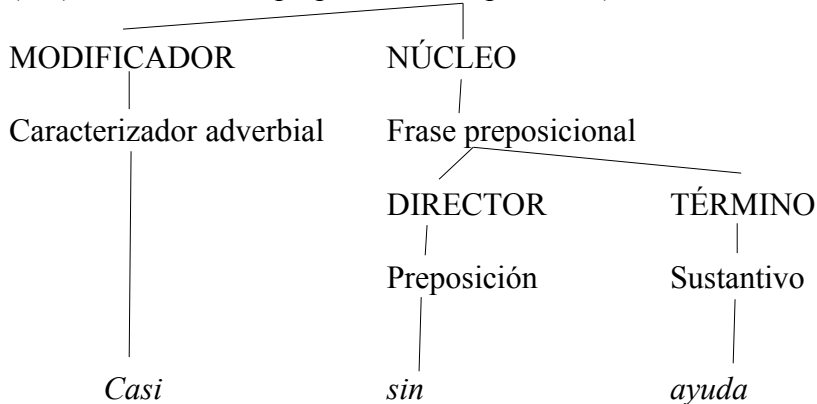 MODIFICADOR NÚCLEO
Caracterizador adverbial Frase preposicional
DIRECTOR TÉRMINO
Preposición Sustantivo
Casi sin ayuda